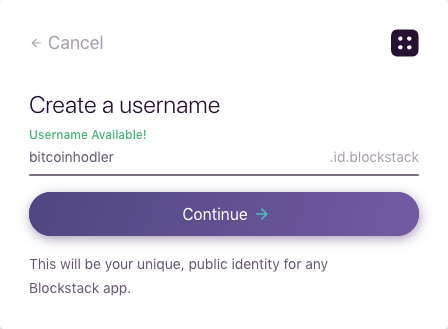 ← Cancel
Create a username
Username Available!
bitcoinhodler .id.blockstack
Continue →
This will be your unique, public identity for any
Blockstack app.